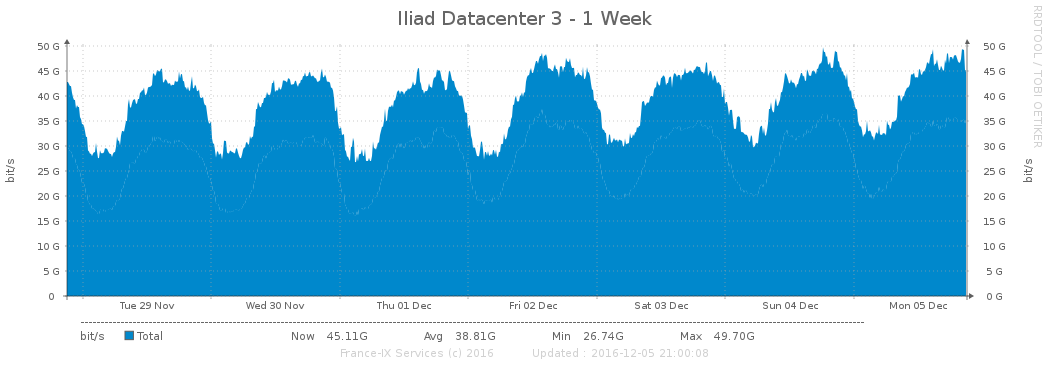 Iliad Datacenter 3 - 1 Week
RRDTOOL / TOBI OETIKER
50 G 50 G
45 G 45 G
40 G 40 G
35 G 35 G
30 G 30 G
25 G 25 G
20 G 20 G
15 G 15 G
10 G 10 G
5 G 5 G
0 0 G
bit/s bit/s
Tue 29 Nov Wed 30 Nov Thu 01 Dec Fri 02 Dec Sat 03 Dec Sun 04 Dec Mon 05 Dec
bit/s Total Now 45.11G Avg 38.81G Min 26.74G Max 49.70G
France-IX Services (c) 2016 Updated : 2016-12-05 21:00:08